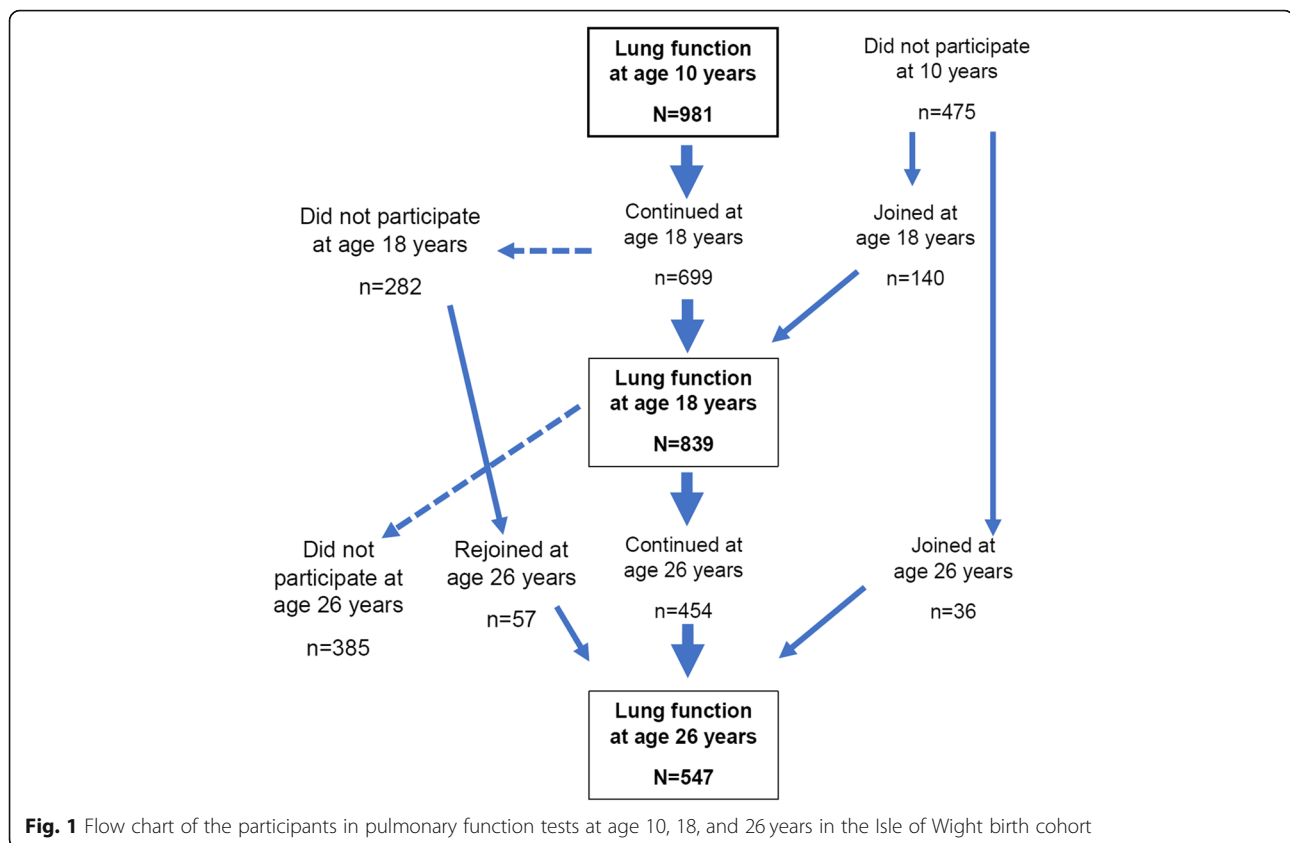 Lung function
at age 10 years
N=981
Did not participate
at 10 years
n=475
Did not participate
at age 18 years
n=282
Continued at
age 18 years
n=699
Joined at
age 18 years
n=140
Lung function
at age 18 years
N=839
Did not
participate at
age 26 years
n=385
Rejoined at
age 26 years
n=57
Continued at
age 26 years
n=454
Joined at
age 26 years
n=36
Lung function
at age 26 years
N=547
Fig. 1 Flow chart of the participants in pulmonary function tests at age 10, 18, and 26 years in the Isle of Wight birth cohort